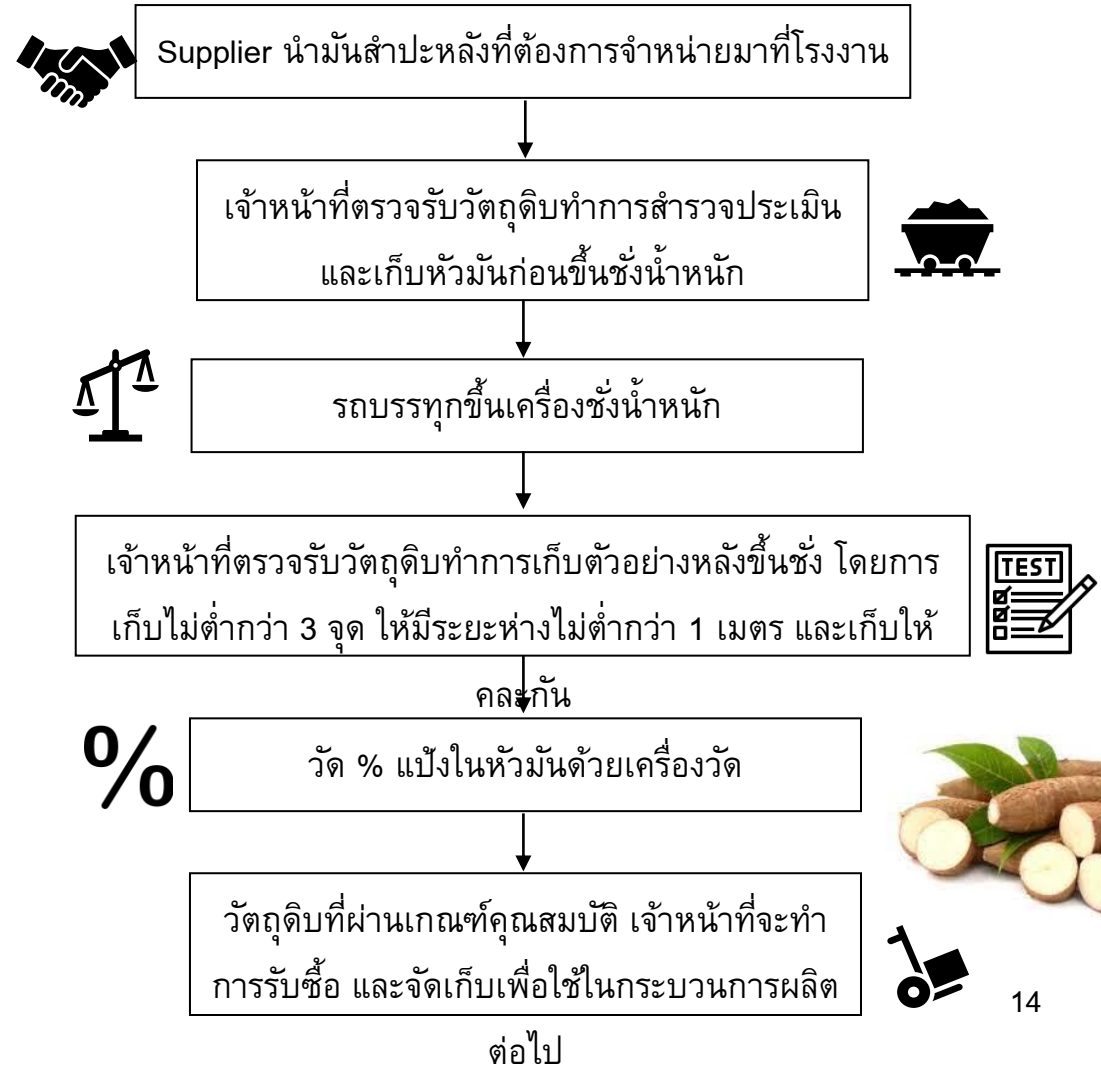 Supplier นำมันสำปะหลังที่ต้องการจำหน่ายมาที่โรงงาน
เจ้าหน้าที่ตรวจรับวัตถุดิบทำการสำรวจประเมิน
และเก็บหัวมันก่อนขึ้นชั่งน้ำหนัก
รถบรรทุกขึ้นเครื่องชั่งน้ำหนัก
เจ้าหน้าที่ตรวจรับวัตถุดิบทำการเก็บตัวอย่างหลังขึ้นชั่ง โดยการ
เก็บไม่ต่ำกว่า 3 จุด ให้มีระยะห่างไม่ต่ำกว่า 1 เมตร และเก็บให้
คละกัน
TEST
%
วัด % แป้งในหัวมันด้วยเครื่องวัด
วัตถุดิบที่ผ่านเกณฑ์คุณสมบัติ เจ้าหน้าที่จะทำ
การรับซื้อ และจัดเก็บเพื่อใช้ในกระบวนการผลิต
ต่อไป
14